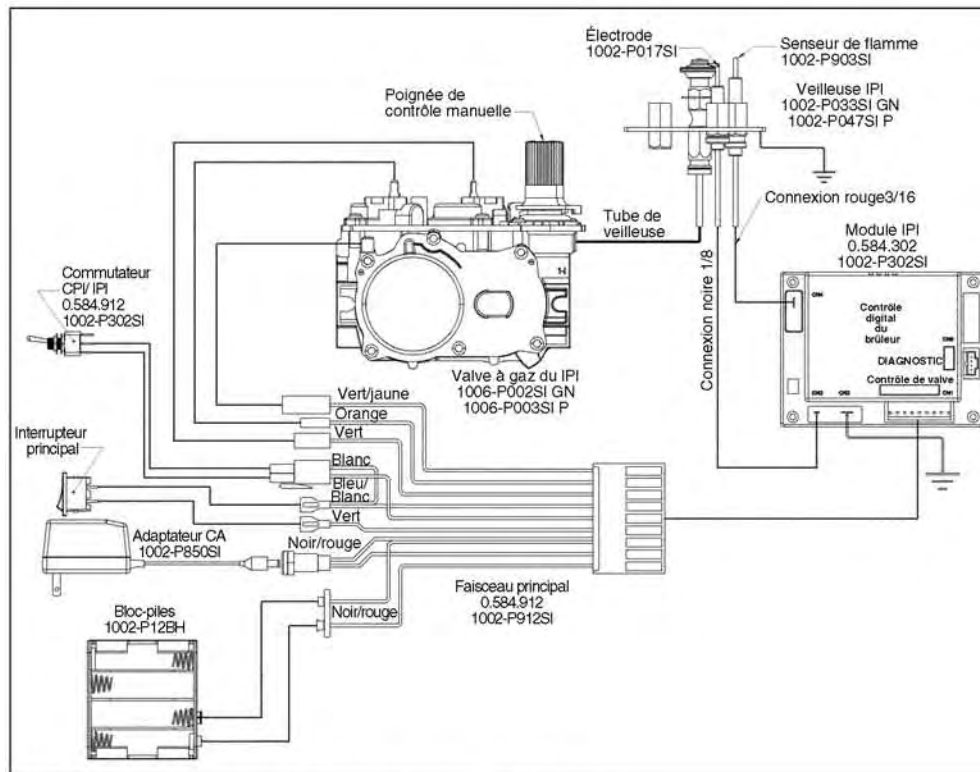 Électrode
1002-P017SI
Senseur de flamme
1002-P903SI
Poignée de
contrôle manuelle
Veilleuse IPI
1002-P033SI GN
1002-P047SI P
Connexion rouge3/16
Tube de
veilleuse
Module IPI
0.584.302
1002-P302SI
Commutateur
CPI/ IPI
0.584.912
1002-P302SI
Connexion noire 1/8
Contrôle
digital
du
brûleur
DIAGNOSTIC
Contrôle de valve
CN1
Valve à gaz du IPI
1006-P002SI GN
1006-P003SI P
Vert/jaune
Orange
Vert
Interrupteur
principal
Blanc
Bleu/
Blanc
Vert
Adaptateur CA
1002-P850SI
Noir/rouge
Faisceau principal
0.584.912
1002-P912SI
Noir/rouge
Bloc-piles
1002-P12BH